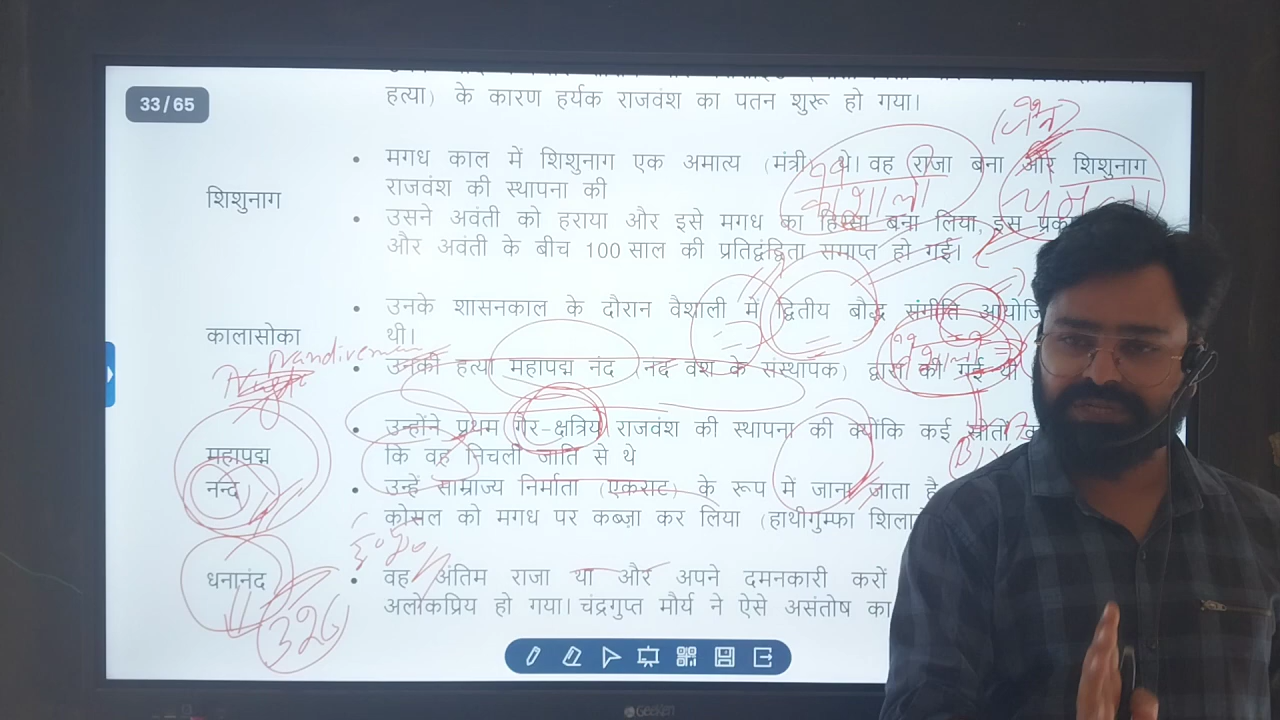 33/65
हत्या) के कारण हर्यक राजवंश का पतन शुरू हो गया।
मगध काल में शिशुनाग एक अमात्य (मंत्री) थे। वह राजा बना और शिशुनाग
शिशुनाग
राजवंश की स्थापना की
उसने अवंती को हराया और इसे मगध का हिस्सा बना लिया, इस
और अवंती के बीच 100 साल की प्रतिद्वंद्विता समाप्त हो गई।
उनके शासनकाल के दौरान वैशाली में द्वितीय बौद्ध संगीति
कालासोका
थी।
उनकी हत्या महापद्म नंद (नंद वंश के संस्थापक) द्वारा की गई थी
उन्होंने प्रथम गैर-क्षत्रिय राजवंश की स्थापना की क्योंकि कई
महापद्म
कि वह निचली जाति से थे
नन्द
उन्हें साम्राज्य निर्माता (एकराट) के रूप में जाना जाता है
कोसल को मगध पर कब्ज़ा कर लिया (हाथीगुम्फा
धनानंद
वह अंतिम राजा था और अपने दमनकारी करों
अलोकप्रिय हो गया। चंद्रगुप्त मौर्य ने ऐसे असंतोष का
326
Geeken